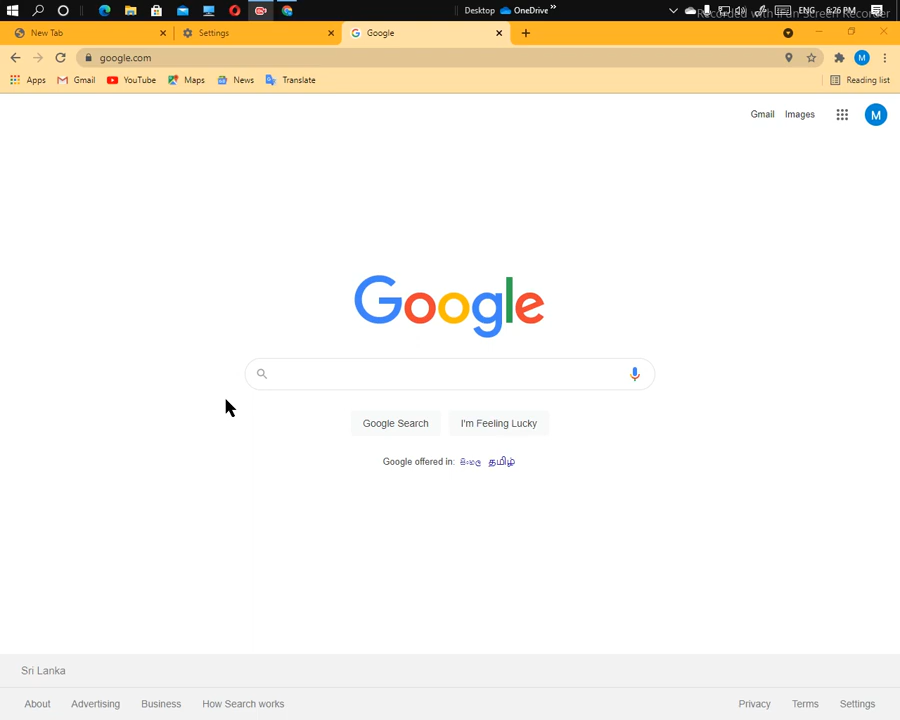 Desktop OneDrive » ENG 6:26 PM
Recorded with iFun Screen Recorder
New Tab Settings Google
google.com M
Apps Gmail YouTube Maps News Translate Reading list
Gmail Images M
Google
Google Search I'm Feeling Lucky
Google offered in: සිංහල தமிழ்
Sri Lanka
About Advertising Business How Search works Privacy Terms Settings